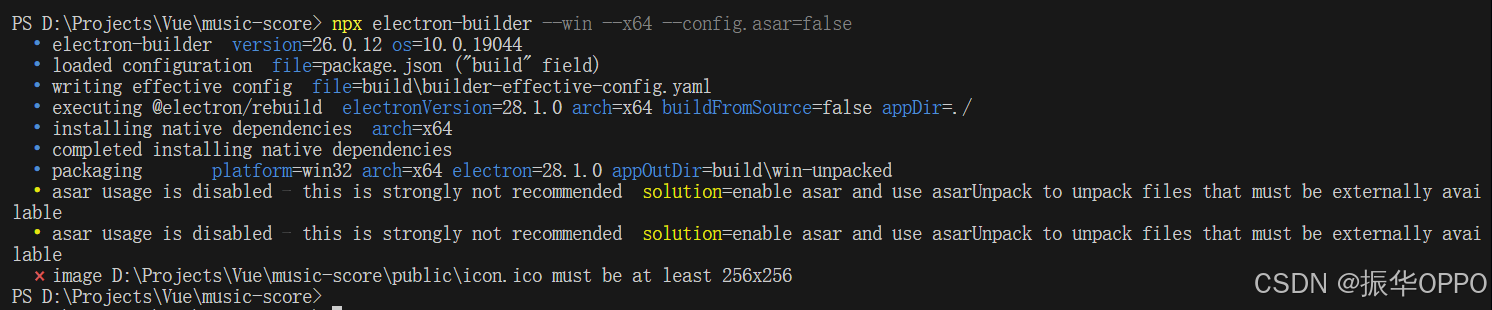 PS D:\Projects\Vue\music-score> npx electron-builder --win --x64 --config.asar=false
• electron-builder  version=26.0.12 os=10.0.19044
• loaded configuration  file=package.json ("build" field)
• writing effective config  file=build\builder-effective-config.yaml
• executing @electron/rebuild  electronVersion=28.1.0 arch=x64 buildFromSource=false appDir=./
• installing native dependencies  arch=x64
• completed installing native dependencies
• packaging       platform=win32 arch=x64 electron=28.1.0 appOutDir=build\win-unpacked
• asar usage is disabled — this is strongly not recommended  solution=enable asar and use asarUnpack to unpack files that must be externally avai
lable
• asar usage is disabled — this is strongly not recommended  solution=enable asar and use asarUnpack to unpack files that must be externally avai
lable
⨯ image D:\Projects\Vue\music-score\public\icon.ico must be at least 256x256
PS D:\Projects\Vue\music-score>
CSDN @振华OPPO